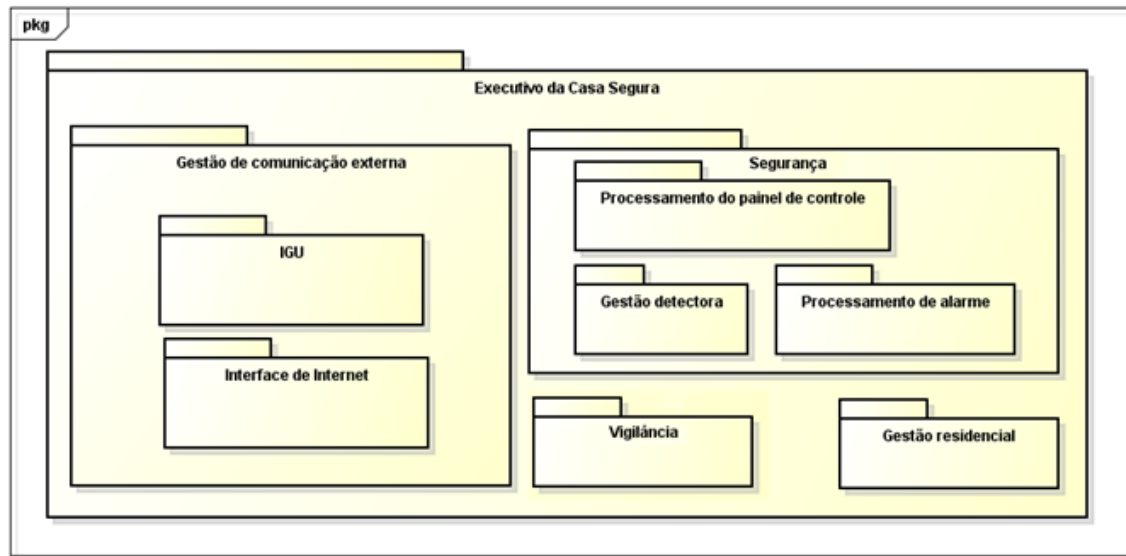 pkg
Executivo da Casa Segura
Gestão de comunicação externa
IGU
Interface de Internet
Segurança
Processamento do painel de controle
Gestão detectora
Processamento de alarme
Vigilância
Gestão residencial